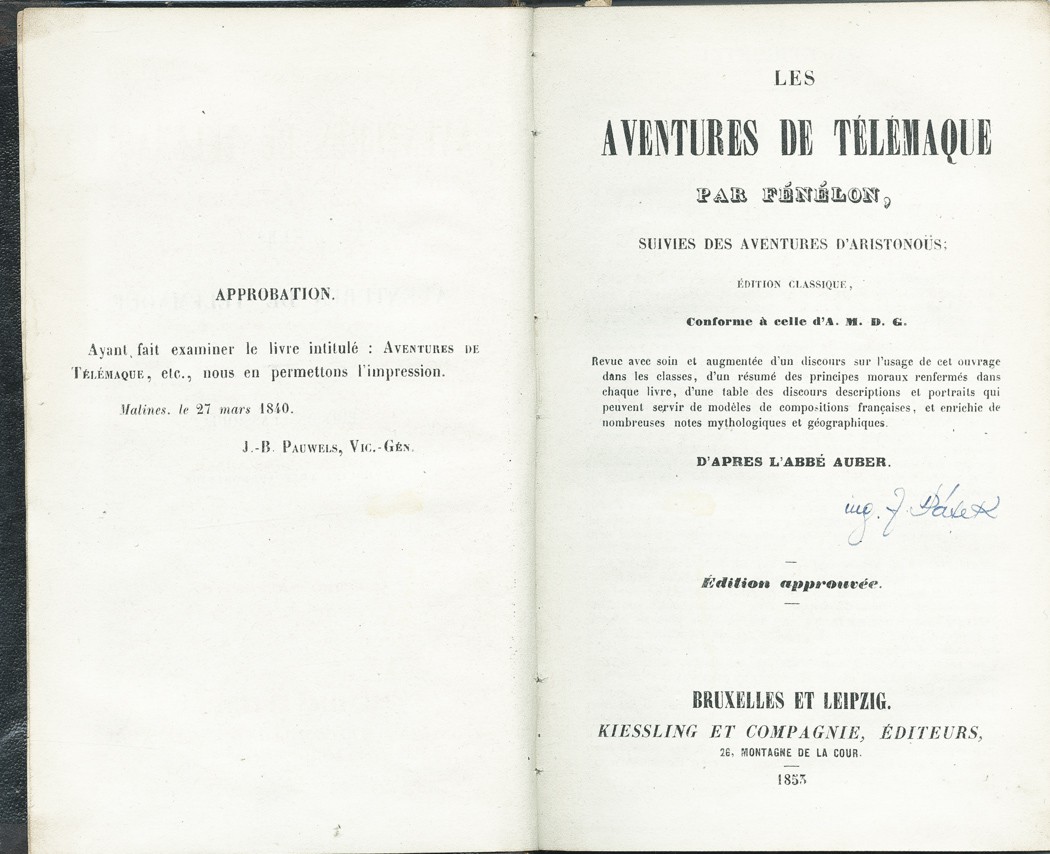 APPROBATION.
Ayant fait examiner le livre intitulé : AVENTURES DE
TÉLÉMAQUE, etc., nous en permettons l'impression.
Malines, le 27 mars 1840.
J.-B. PAUWELS, VIC.-GÉN.
LES
AVENTURES DE TÉLÉMAQUE
PAR FÉNÉLON,
SUIVIES DES AVENTURES D'ARISTONOÜS;
ÉDITION CLASSIQUE,
Conforme à celle d'A. M. D. G.
Revue avec soin et augmentée d'un discours sur l'usage de cet ouvrage
dans les classes, d'un résumé des principes moraux renfermés dans
chaque livre, d'une table des discours descriptions et portraits qui
peuvent servir de modèles de compositions françaises, et enrichie de
nombreuses notes mythologiques et géographiques.
D'APRES L'ABBÉ AUBER.
ing. J.
Édition approuvée.
BRUXELLES ET LEIPZIG.
KIESSLING ET COMPAGNIE, ÉDITEURS,
26, MONTAGNE DE LA COUR.
1853